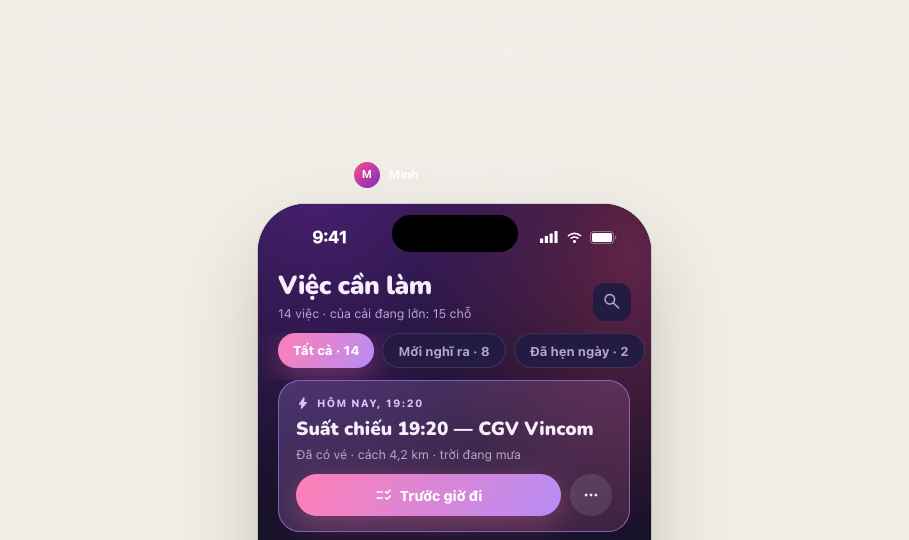 M Minh
9:41
Việc cần làm
14 việc · của cải đang lớn: 15 chỗ
Tất cả · 14 Mới nghĩ ra · 8 Đã hẹn ngày · 2
HÔM NAY, 19:20
Suất chiếu 19:20 — CGV Vincom
Đã có vé · cách 4,2 km · trời đang mưa
Trước giờ đi